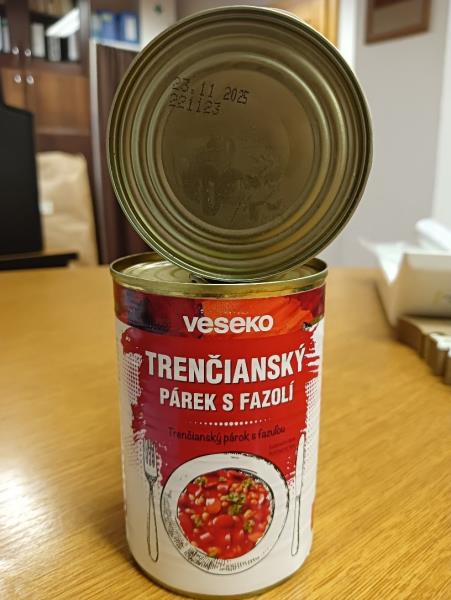 23.11 2025
221123
veseko
TRENČIANSKÝ
PÁREK S FAZOLÍ
Trenčiansky párok s fazuľou